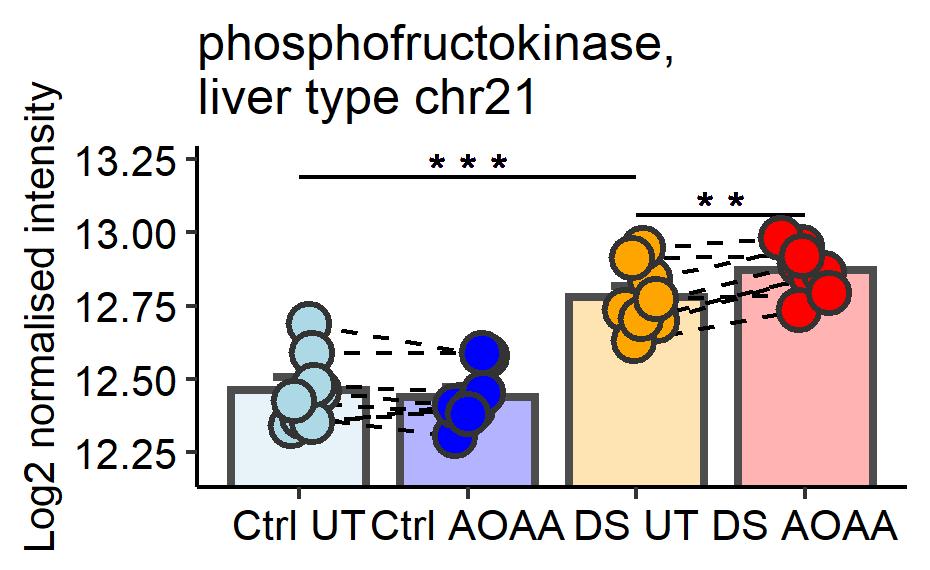 phosphofructokinase,
liver type chr21
Log2 normalised intensity
13.25
13.00
12.75
12.50
12.25
* * *
* *
Ctrl UT Ctrl AOAA DS UT DS AOAA